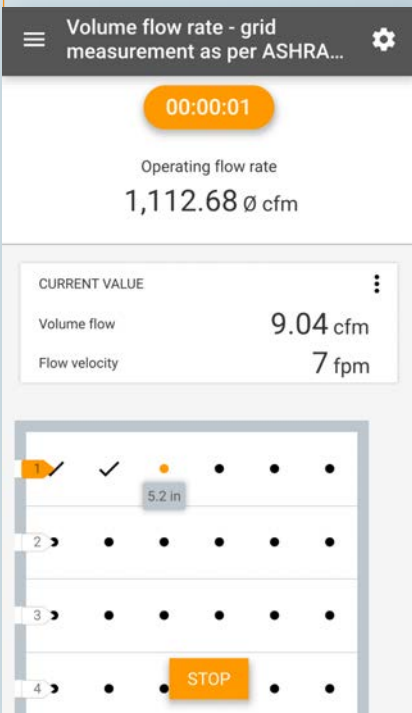 Volume flow rate - grid
measurement as per ASHRA...
00:00:01
Operating flow rate
1,112.68 Ø cfm
CURRENT VALUE
Volume flow 9.04 cfm
Flow velocity 7 fpm
1
5.2 in
2
3
4
STOP